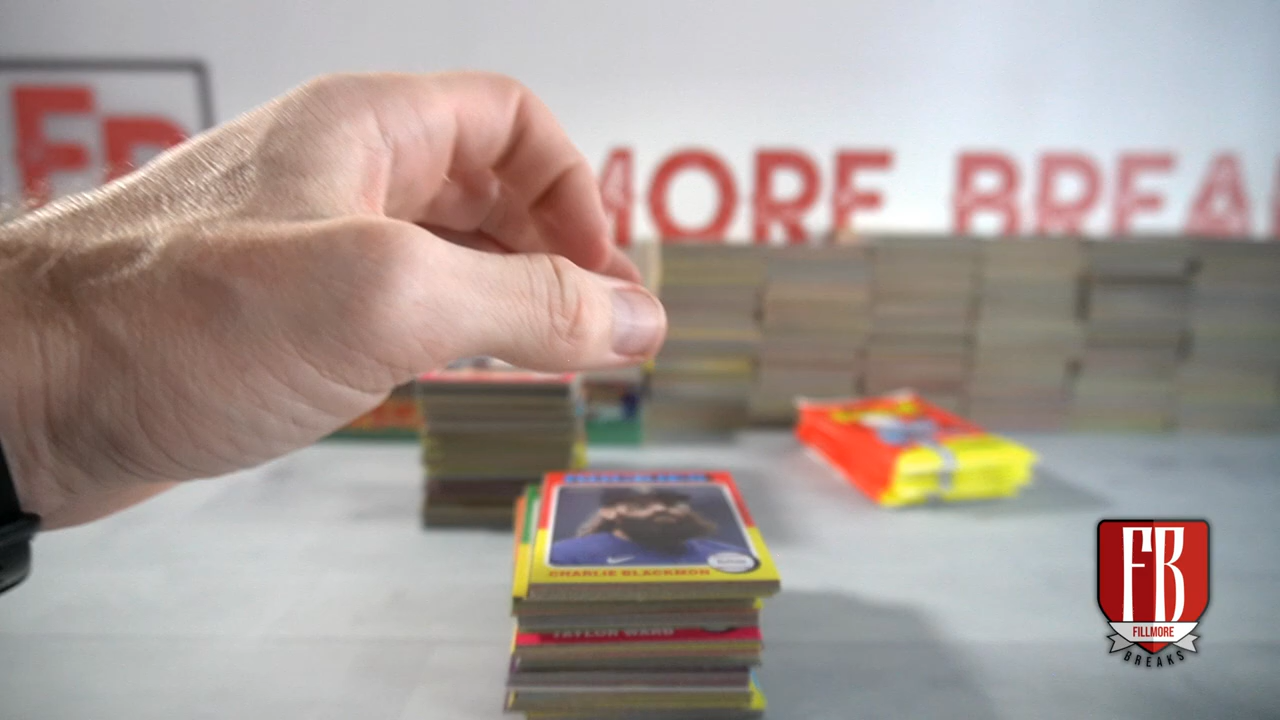 MORE BREA
CHARLIE BLACKMON
TAYLOR WARD
FB
FILLMORE
BREAKS